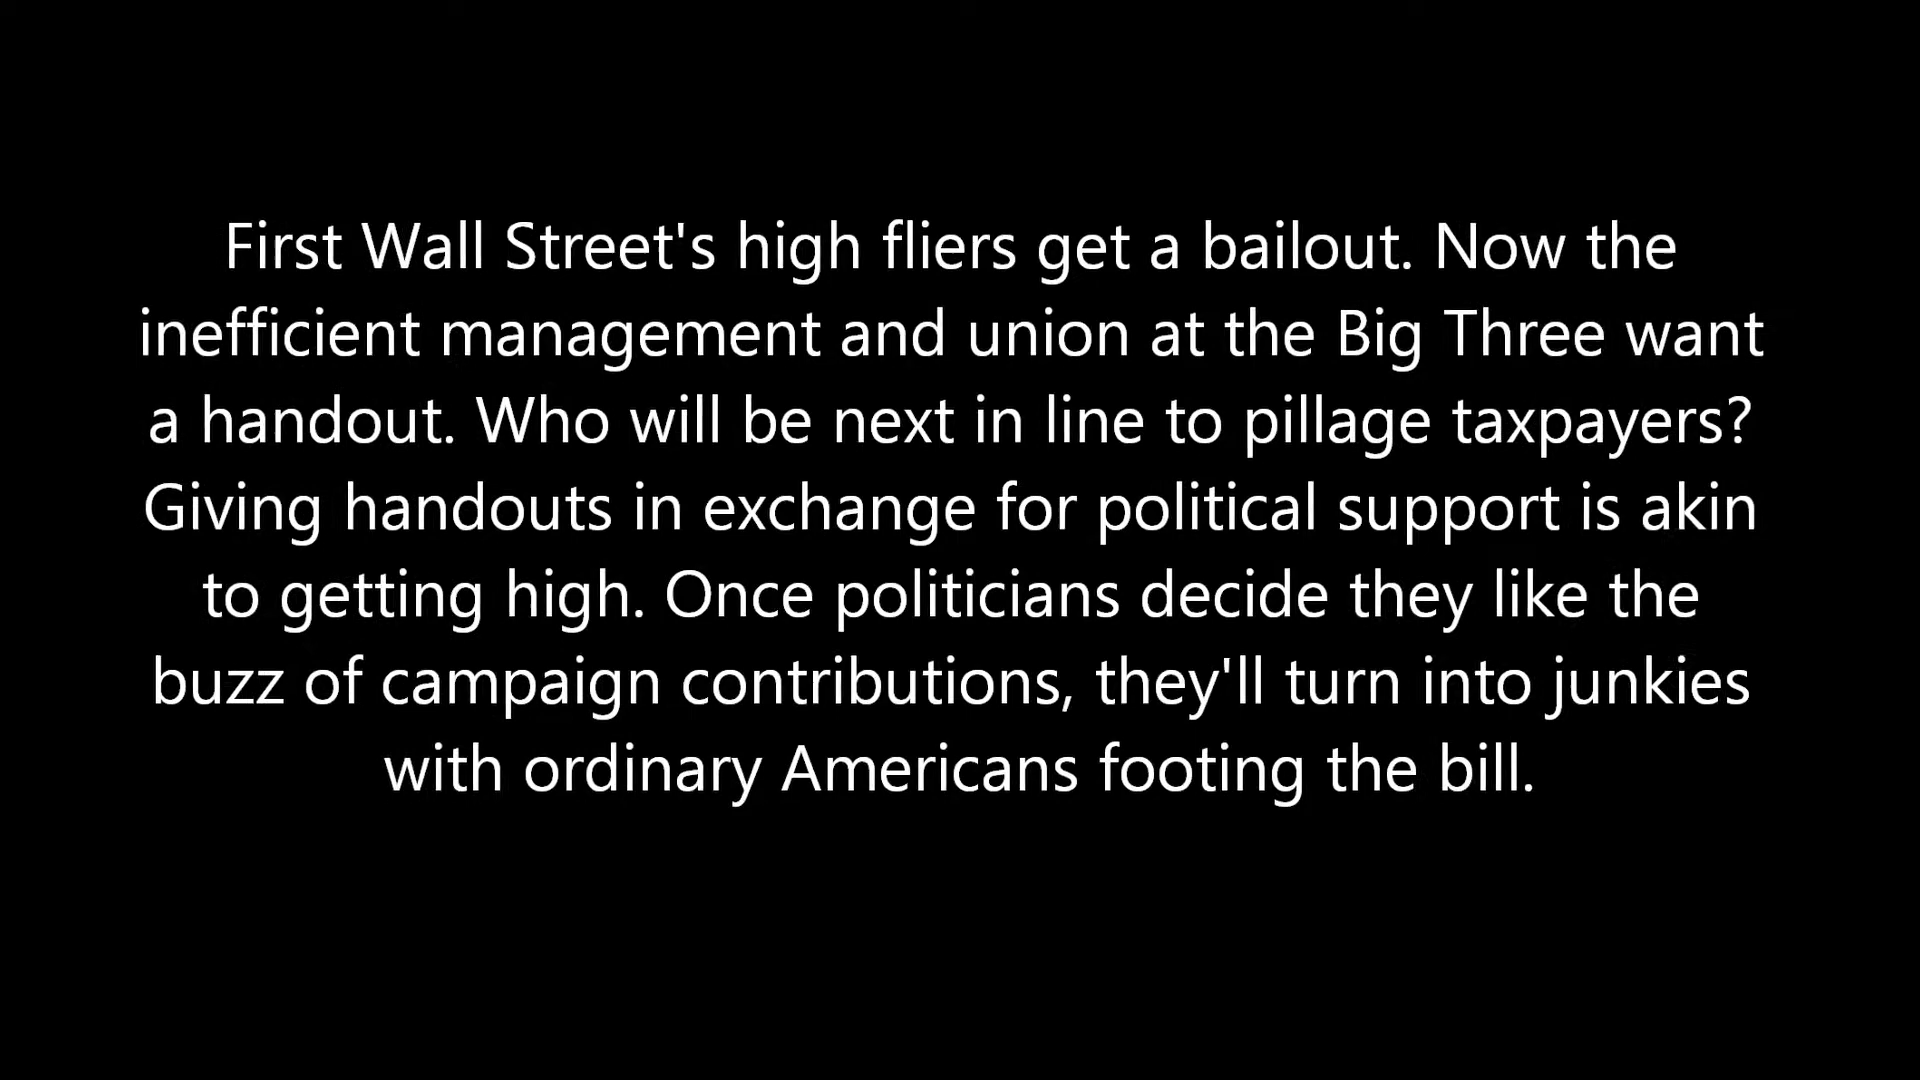 First Wall Street's high fliers get a bailout. Now the
inefficient management and union at the Big Three want
a handout. Who will be next in line to pillage taxpayers?
Giving handouts in exchange for political support is akin
to getting high. Once politicians decide they like the
buzz of campaign contributions, they'll turn into junkies
with ordinary Americans footing the bill.